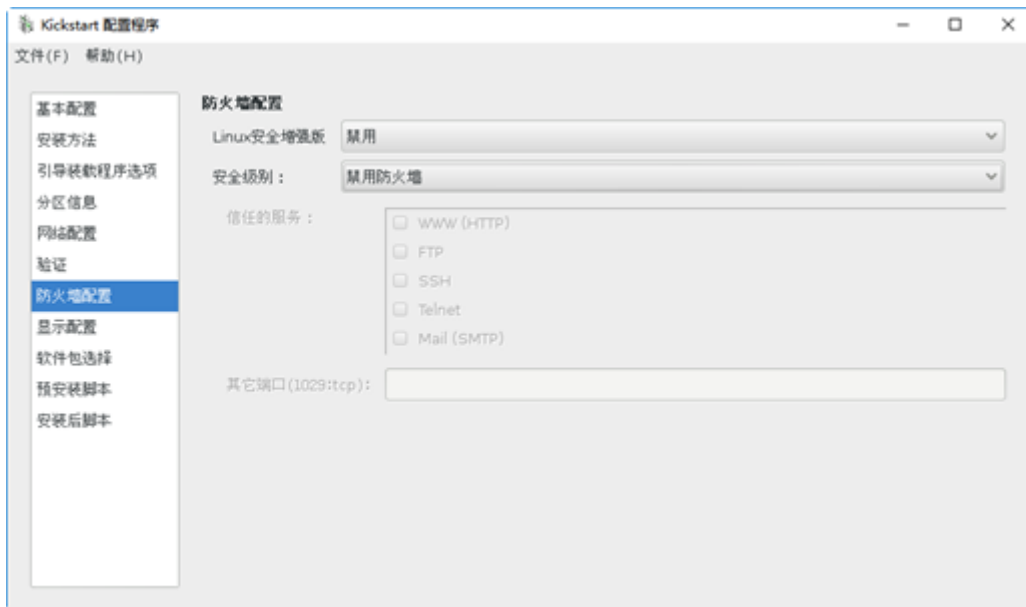 Kickstart 配置程序
文件(F) 帮助(H)
基本配置
安装方法
引导装载程序选项
分区信息
网络配置
验证
防火墙配置
显示配置
软件包选择
预安装脚本
安装后脚本
防火墙配置
Linux安全增强版 禁用
安全级别： 禁用防火墙
信任的服务：
WWW (HTTP)
FTP
SSH
Telnet
Mail (SMTP)
其它端口(1029:tcp):